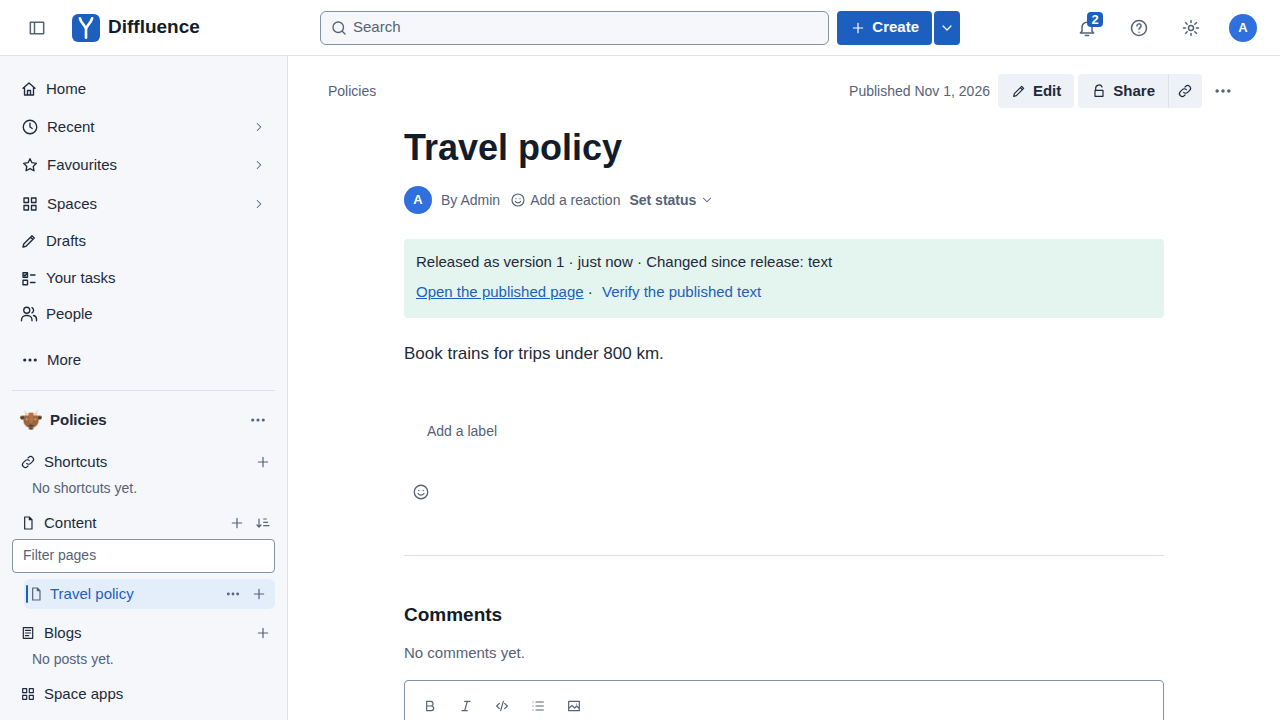 Diffluence
Search
Create
2
A
Home
Recent
Favourites
Spaces
Drafts
Your tasks
People
More
Policies
Shortcuts
No shortcuts yet.
Content
Filter pages
Travel policy
Blogs
No posts yet.
Space apps
Policies
Published Nov 1, 2026
Edit
Share
Travel policy
A By Admin Add a reaction Set status
Released as version 1 · just now · Changed since release: text
Open the published page · Verify the published text
Book trains for trips under 800 km.
Add a label
Comments
No comments yet.